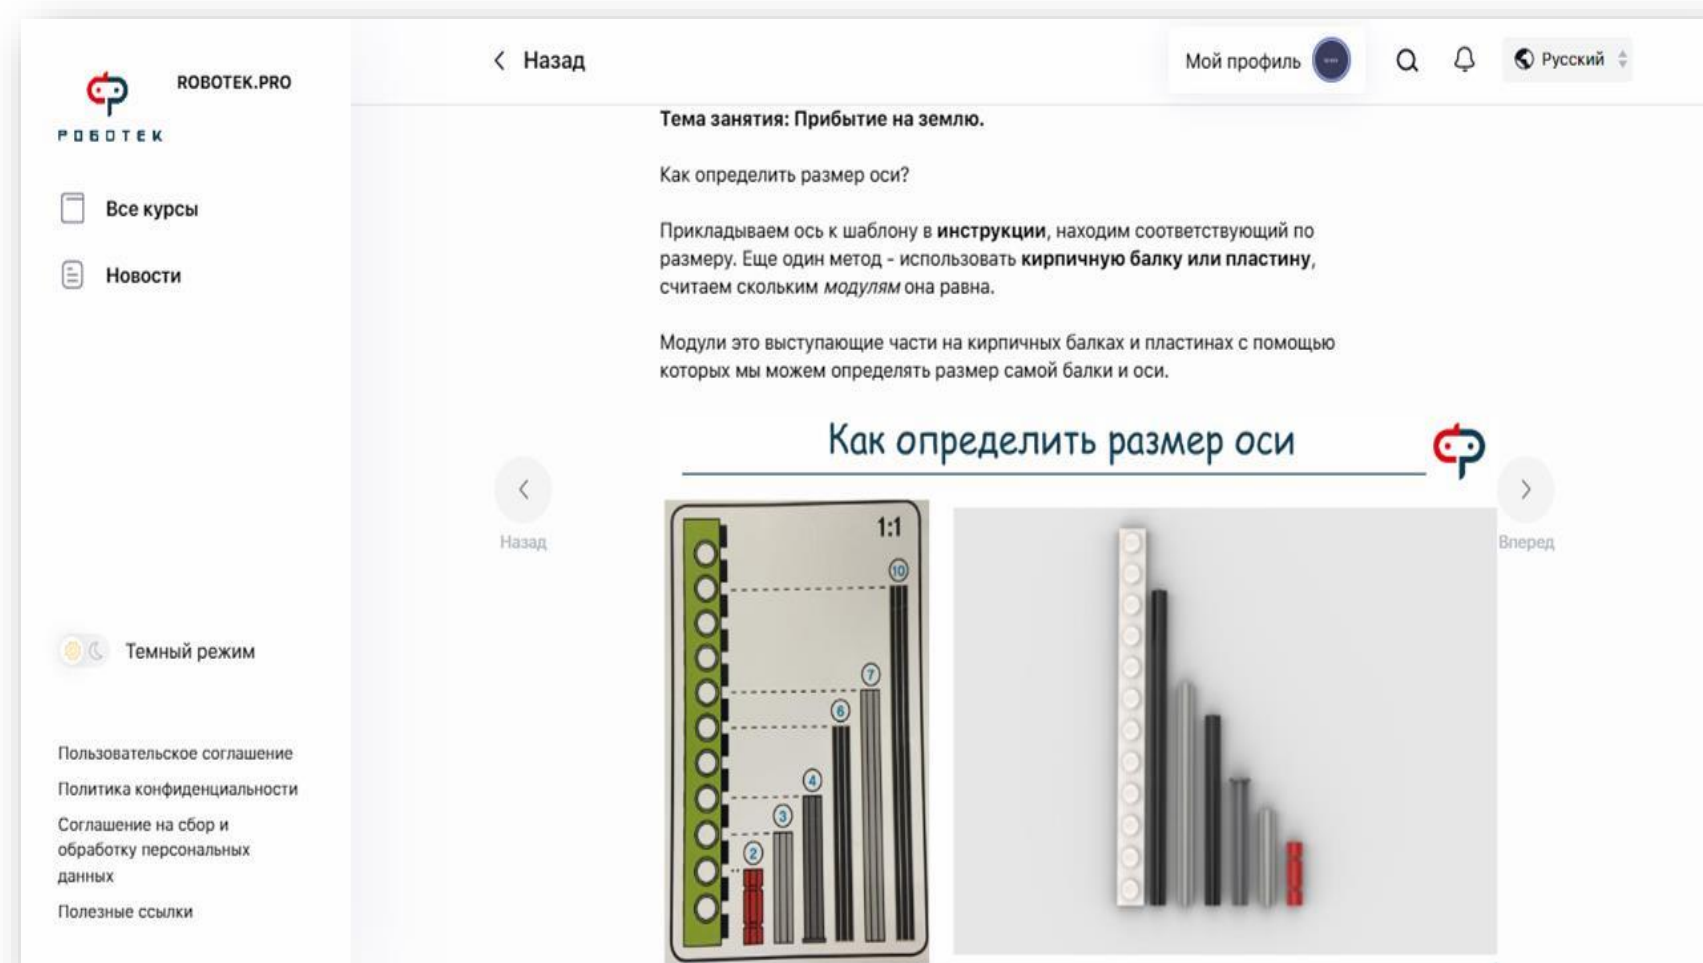 ROBOTEK.PRO
РОБОТЕК
Все курсы
Новости
Темный режим
Пользовательское соглашение
Политика конфиденциальности
Соглашение на сбор и
обработку персональных
данных
Полезные ссылки
Назад
Мой профиль
Русский
Тема занятия: Прибытие на землю.
Как определить размер оси?
Прикладываем ось к шаблону в инструкции, находим соответствующий по
размеру. Еще один метод - использовать кирпичную балку или пластину,
считаем скольким модулям она равна.
Модули это выступающие части на кирпичных балках и пластинах с помощью
которых мы можем определять размер самой балки и оси.
Как определить размер оси
Назад
Вперед
1:1
10
7
6
4
3
2